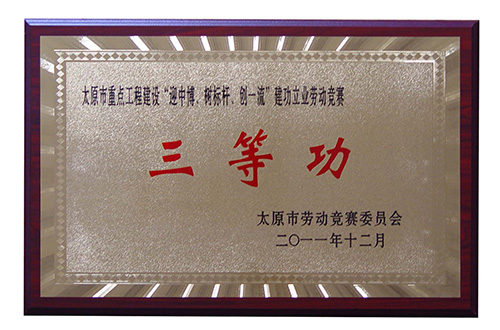 太原市重点工程建设“迎中博、树标杆、创一流”建功立业劳动竞赛
三等功
太原市劳动竞赛委员会
二〇一一年十二月